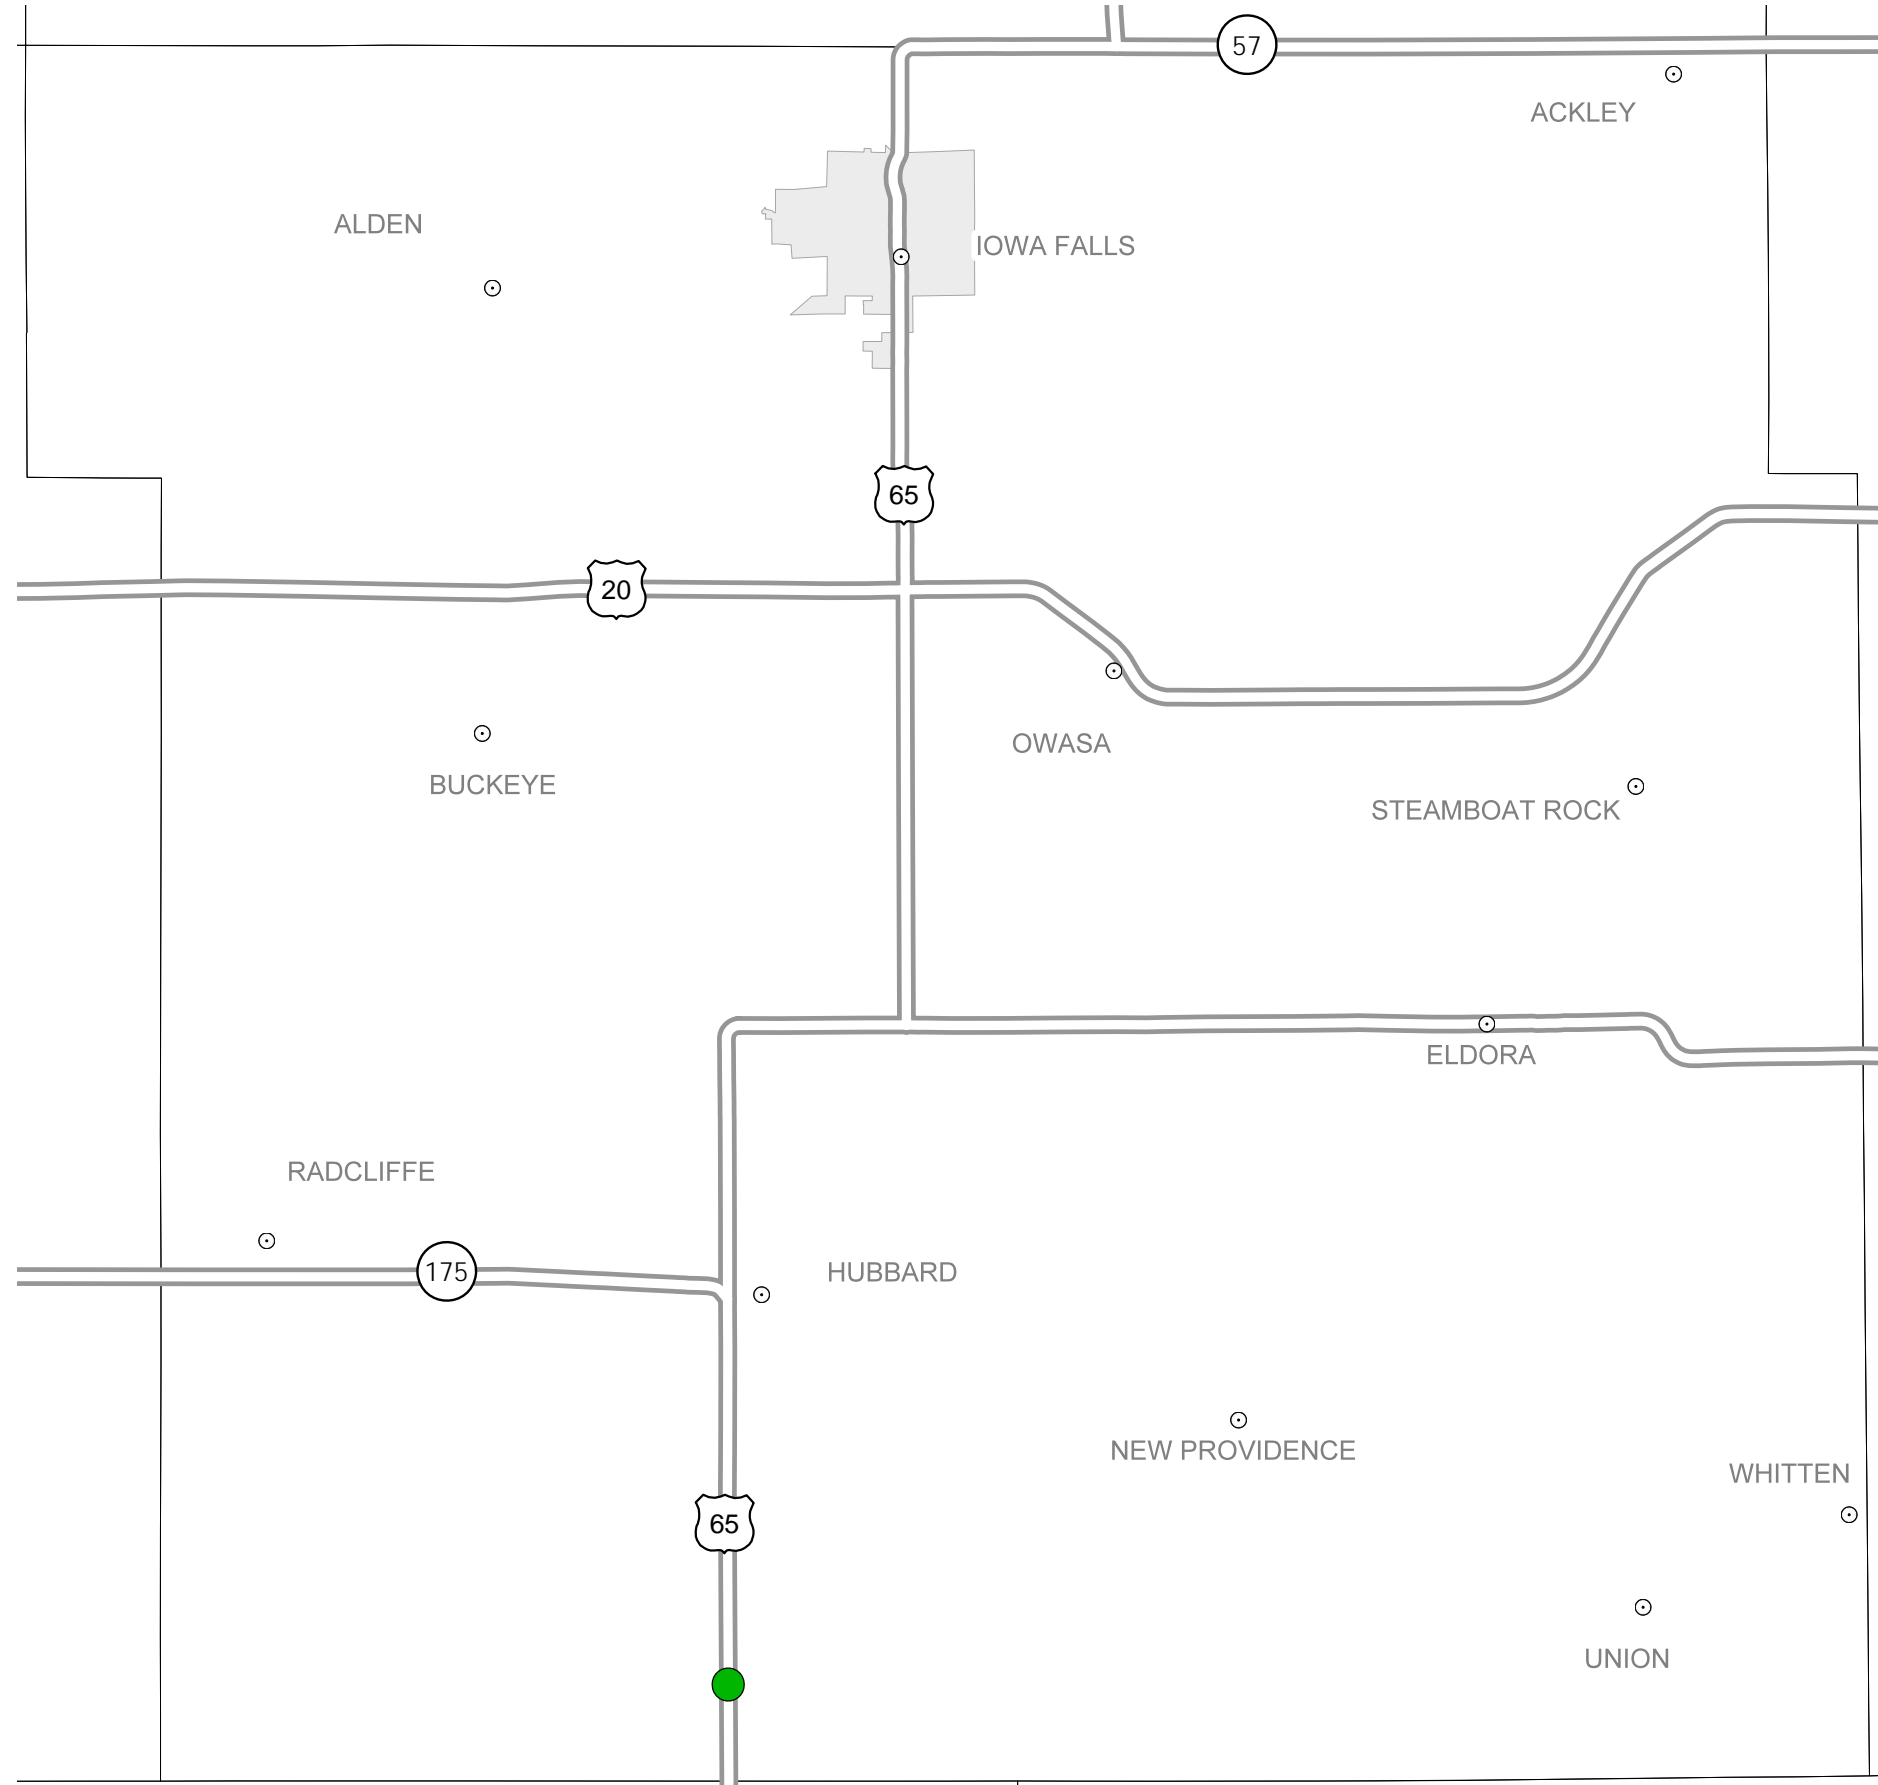 57
ACKLEY
ALDEN
IOWA FALLS
65
20
OWASA
BUCKEYE
STEAMBOAT ROCK
ELDORA
RADCLIFFE
175
HUBBARD
NEW PROVIDENCE
WHITTEN
65
UNION